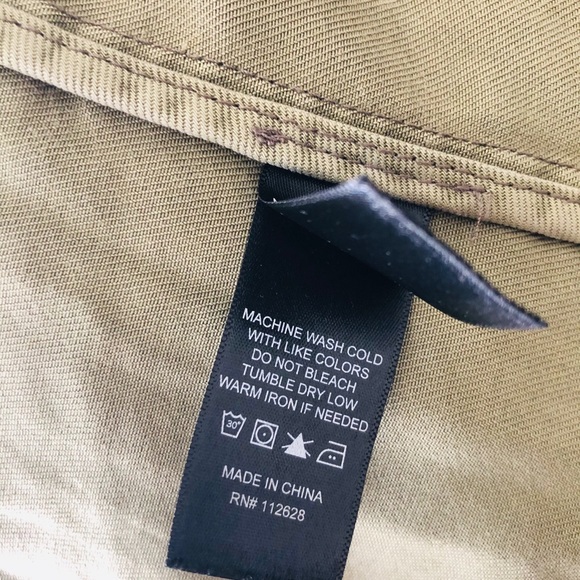 MACHINE WASH COLD
WITH LIKE COLORS
DO NOT BLEACH
TUMBLE DRY LOW
WARM IRON IF NEEDED
30°
MADE IN CHINA
RN# 112628